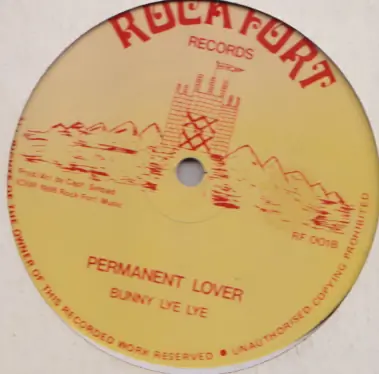 ROCK FORT
RECORDS
RF 001B
PERMANENT LOVER
BUNNY LYE LYE
OF THE OWNER OF THIS RECORDED WORK RESERVED ● UNAUTHORISED COPYING PROHIBITED